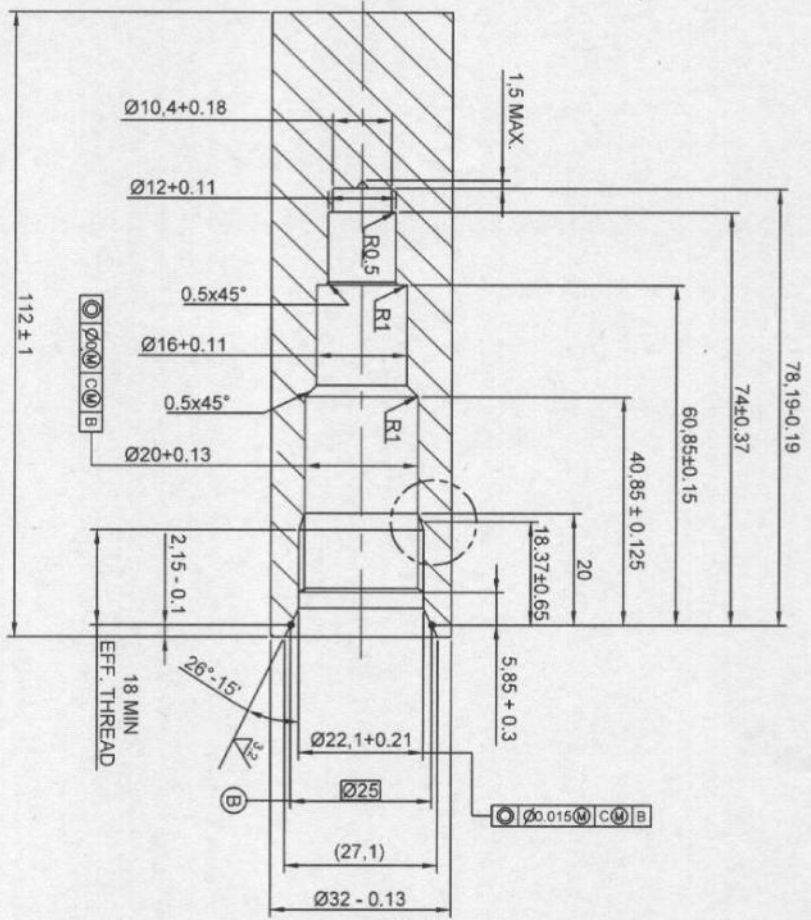 Ø10,4+0.18
1,5 MAX.
Ø12+0.11
R0.5
0.5x45°
R1
Ø16+0.11
0.5x45°
R1
Ø20+0.13
Ø0Ⓜ CⓂ B
112 ± 1
78,19-0.19
74±0.37
60,85±0.15
40,85 ± 0.125
20
18.37±0.65
5,85 + 0.3
2,15 - 0.1
18 MIN
EFF. THREAD
26°-15'
3.2
Ø22,1+0.21
B
Ø25
Ø0.015Ⓜ CⓂ B
(27,1)
Ø32 - 0.13